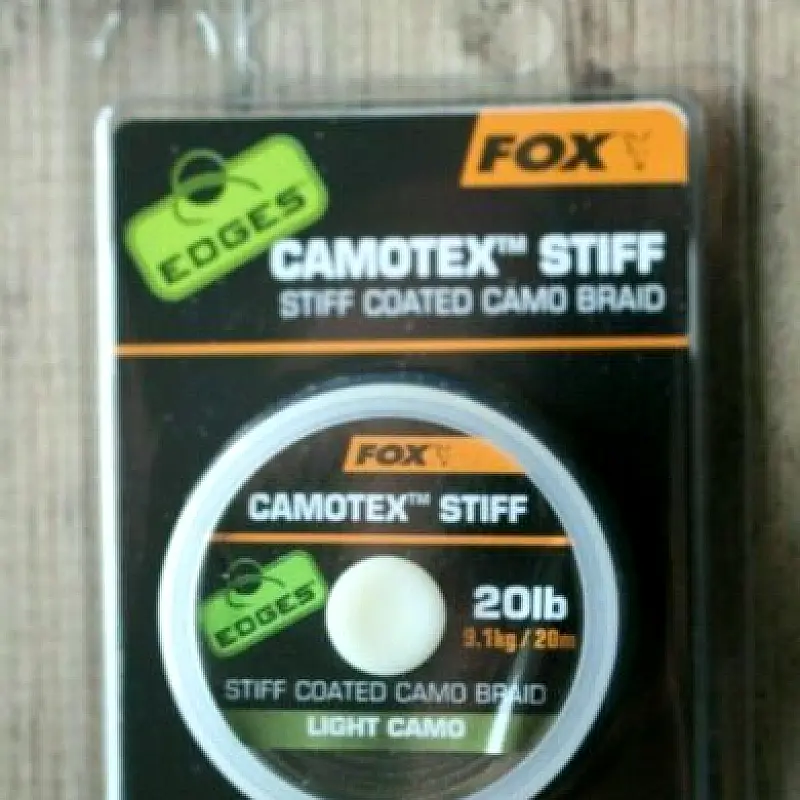 FOX
EDGES
CAMOTEX™ STIFF
STIFF COATED CAMO BRAID
FOX
CAMOTEX™ STIFF
EDGES
20lb
9.1kg / 20m
STIFF COATED CAMO BRAID
LIGHT CAMO